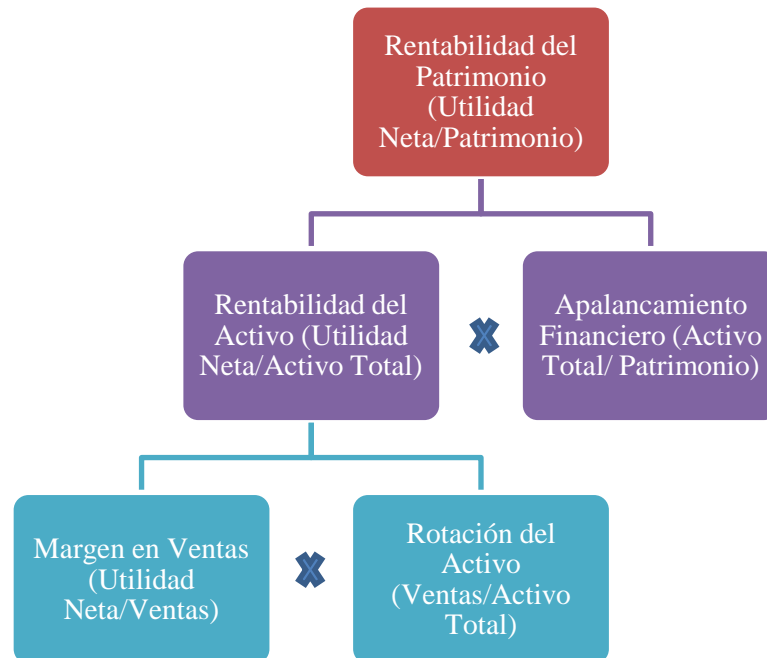 Rentabilidad del
Patrimonio
(Utilidad
Neta/Patrimonio)
Rentabilidad del
Activo (Utilidad
Neta/Activo Total)
X
Apalancamiento
Financiero (Activo
Total/ Patrimonio)
Margen en Ventas
(Utilidad
Neta/Ventas)
X
Rotación del
Activo
(Ventas/Activo
Total)